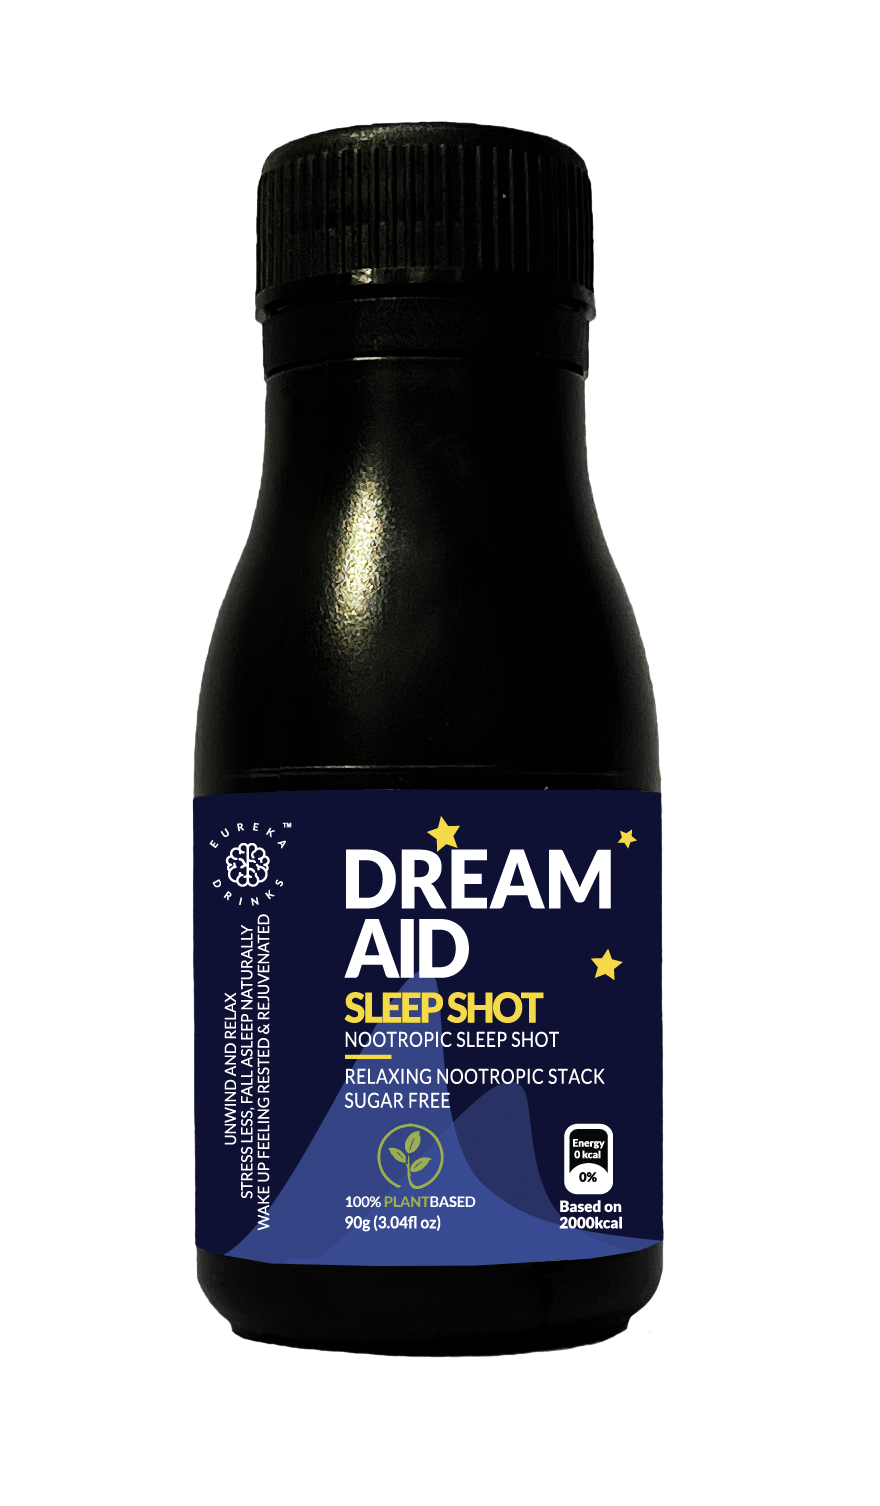 EUREKA
DRINKS
™
UNWIND AND RELAX
STRESS LESS, FALL ASLEEP NATURALLY
WAKE UP FEELING RESTED & REJUVENATED
DREAM
AID
SLEEP SHOT
NOOTROPIC SLEEP SHOT
RELAXING NOOTROPIC STACK
SUGAR FREE
100% PLANTBASED
90g (3.04fl oz)
Energy
0 kcal
0%
Based on
2000kcal